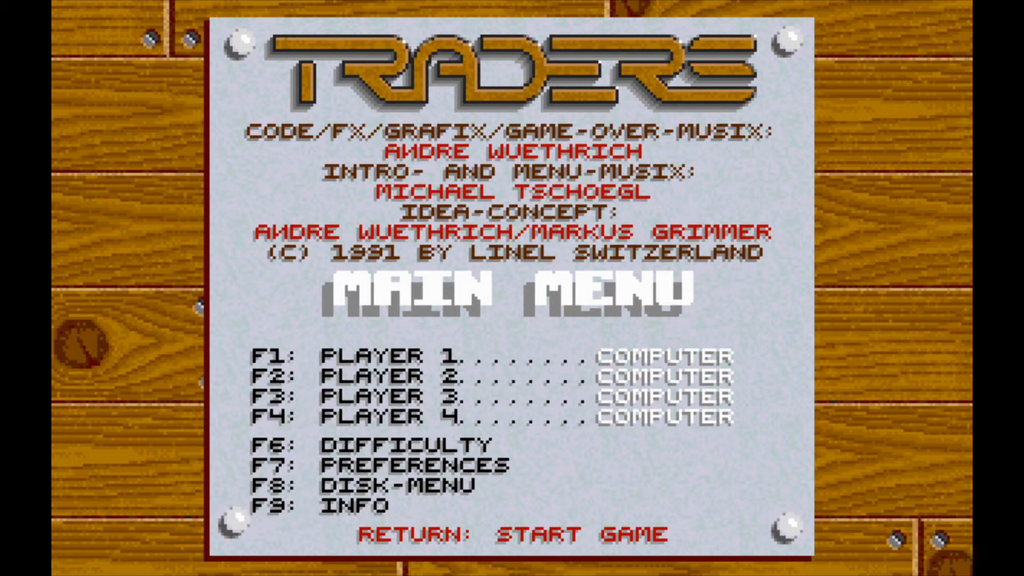 TRADERS
CODE/FX/GRAFIX/GAME-OVER-MUSIX:
ANDRE WUETHRICH
INTRO- AND MENU-MUSIX:
MICHAEL TSCHOEGL
IDEA-CONCEPT:
ANDRE WUETHRICH/MARKUS GRIMMER
(C) 1991 BY LINEL SWITZERLAND
MAIN MENU
F1: PLAYER 1........COMPUTER
F2: PLAYER 2........COMPUTER
F3: PLAYER 3........COMPUTER
F4: PLAYER 4........COMPUTER
F6: DIFFICULTY
F7: PREFERENCES
F8: DISK-MENU
F9: INFO
RETURN: START GAME